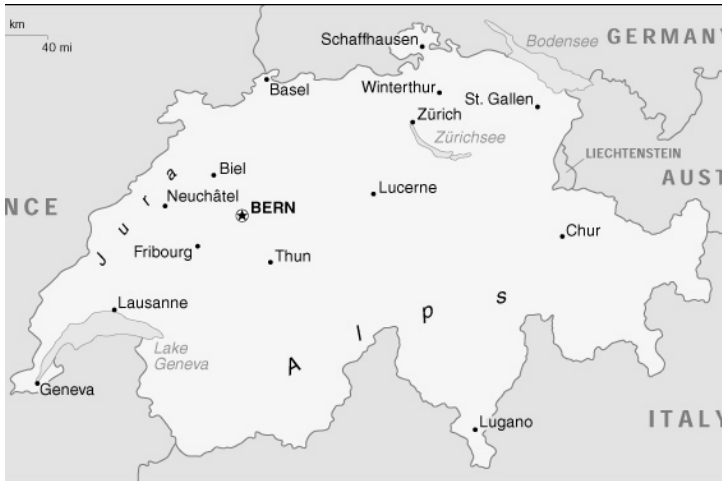 km
40 mi
Schaffhausen
Bodensee
GERMANY
Basel
Winterthur
St. Gallen
Zürich
Zürichsee
LIECHTENSTEIN
AUST
Biel
Jura
Neuchâtel
BERN
Lucerne
NCE
Fribourg
Thun
Chur
Lausanne
Alps
Lake
Geneva
Geneva
Lugano
ITALY